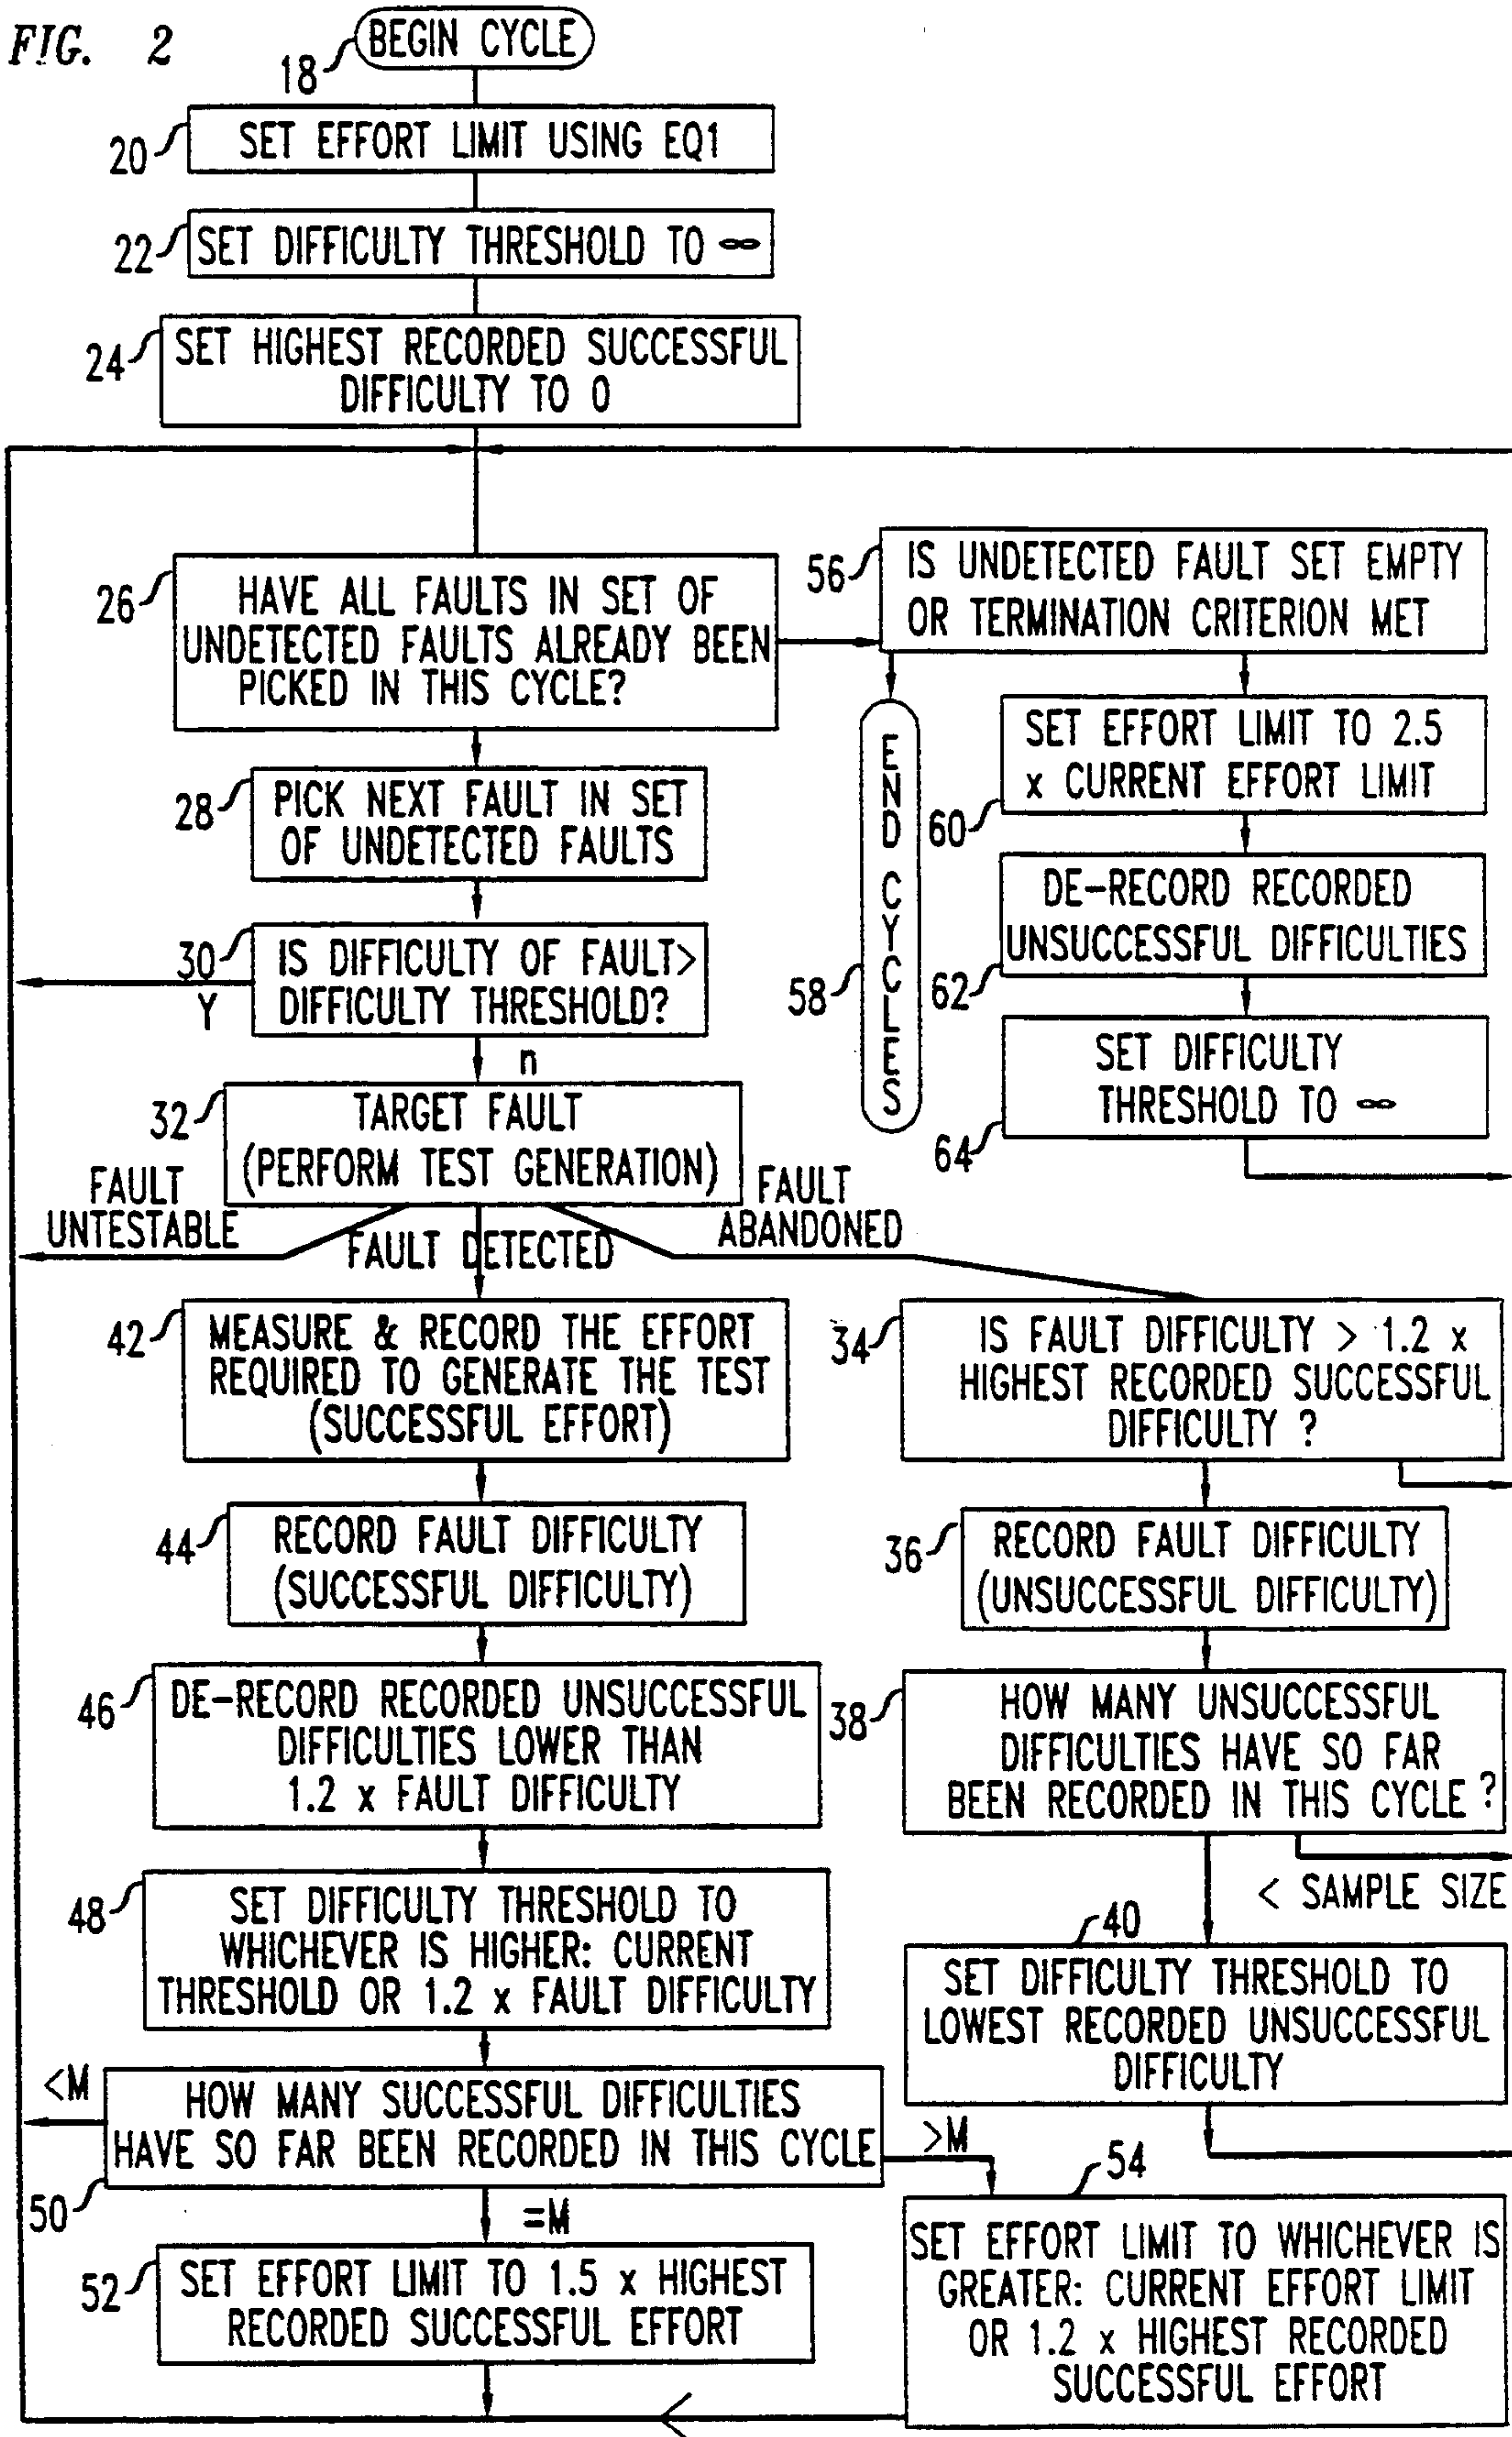 FIG. 2
BEGIN CYCLE
18
20
SET EFFORT LIMIT USING EQ1
22
SET DIFFICULTY THRESHOLD TO ∞
24
SET HIGHEST RECORDED SUCCESSFUL
DIFFICULTY TO 0
26
HAVE ALL FAULTS IN SET OF
UNDETECTED FAULTS ALREADY BEEN
PICKED IN THIS CYCLE?
56
IS UNDETECTED FAULT SET EMPTY
OR TERMINATION CRITERION MET
28
PICK NEXT FAULT IN SET
OF UNDETECTED FAULTS
58
END CYCLES
60
SET EFFORT LIMIT TO 2.5
x CURRENT EFFORT LIMIT
62
DE-RECORD RECORDED
UNSUCCESSFUL DIFFICULTIES
64
SET DIFFICULTY
THRESHOLD TO ∞
30
Y
IS DIFFICULTY OF FAULT>
DIFFICULTY THRESHOLD?
n
32
TARGET FAULT
(PERFORM TEST GENERATION)
FAULT
UNTESTABLE
FAULT DETECTED
FAULT
ABANDONED
42
MEASURE & RECORD THE EFFORT
REQUIRED TO GENERATE THE TEST
(SUCCESSFUL EFFORT)
34
IS FAULT DIFFICULTY > 1.2 x
HIGHEST RECORDED SUCCESSFUL
DIFFICULTY ?
44
RECORD FAULT DIFFICULTY
(SUCCESSFUL DIFFICULTY)
36
RECORD FAULT DIFFICULTY
(UNSUCCESSFUL DIFFICULTY)
46
DE-RECORD RECORDED UNSUCCESSFUL
DIFFICULTIES LOWER THAN
1.2 x FAULT DIFFICULTY
38
HOW MANY UNSUCCESSFUL
DIFFICULTIES HAVE SO FAR
BEEN RECORDED IN THIS CYCLE ?
< SAMPLE SIZE
48
SET DIFFICULTY THRESHOLD TO
WHICHEVER IS HIGHER: CURRENT
THRESHOLD OR 1.2 x FAULT DIFFICULTY
40
SET DIFFICULTY THRESHOLD TO
LOWEST RECORDED UNSUCCESSFUL
DIFFICULTY
<M
50
HOW MANY SUCCESSFUL DIFFICULTIES
HAVE SO FAR BEEN RECORDED IN THIS CYCLE
>M
=M
52
SET EFFORT LIMIT TO 1.5 x HIGHEST
RECORDED SUCCESSFUL EFFORT
54
SET EFFORT LIMIT TO WHICHEVER IS
GREATER: CURRENT EFFORT LIMIT
OR 1.2 x HIGHEST RECORDED
SUCCESSFUL EFFORT